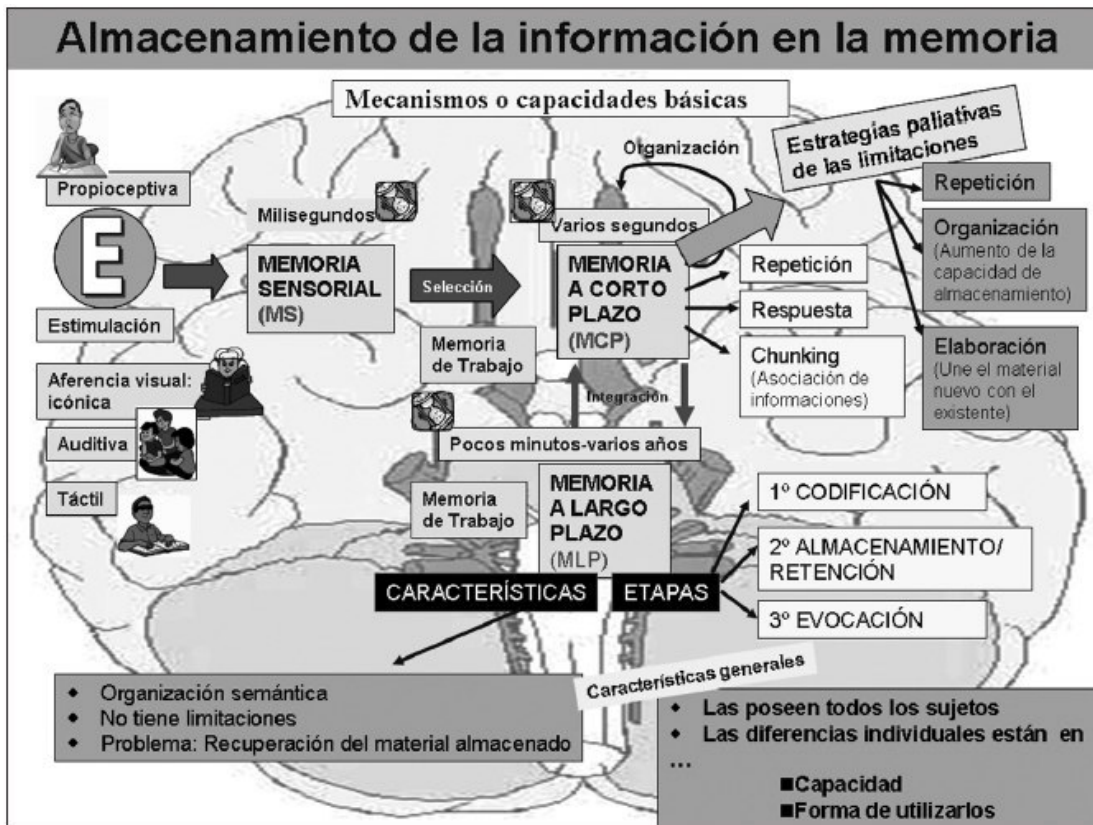 Almacenamiento de la información en la memoria
Mecanismos o capacidades básicas
Propioceptiva
E
Estimulación
Aferencia visual:
icónica
Auditiva
Táctil
Milisegundos
MEMORIA
SENSORIAL
(MS)
Selección
Organización
Varios segundos
MEMORIA
A CORTO
PLAZO
(MCP)
Memoria
de Trabajo
Repetición
Respuesta
Chunking
(Asociación de
informaciones)
Estrategias paliativas
de las limitaciones
Repetición
Organización
(Aumento de la
capacidad de
almacenamiento)
Elaboración
(Une el material
nuevo con el
existente)
Integración
Pocos minutos-varios años
Memoria
de Trabajo
MEMORIA
A LARGO
PLAZO
(MLP)
CARACTERÍSTICAS
ETAPAS
1º CODIFICACIÓN
2º ALMACENAMIENTO/
RETENCIÓN
3º EVOCACIÓN
♦ Organización semántica
♦ No tiene limitaciones
♦ Problema: Recuperación del material almacenado
Características generales
♦ Las poseen todos los sujetos
♦ Las diferencias individuales están en
...
■Capacidad
■Forma de utilizarlos